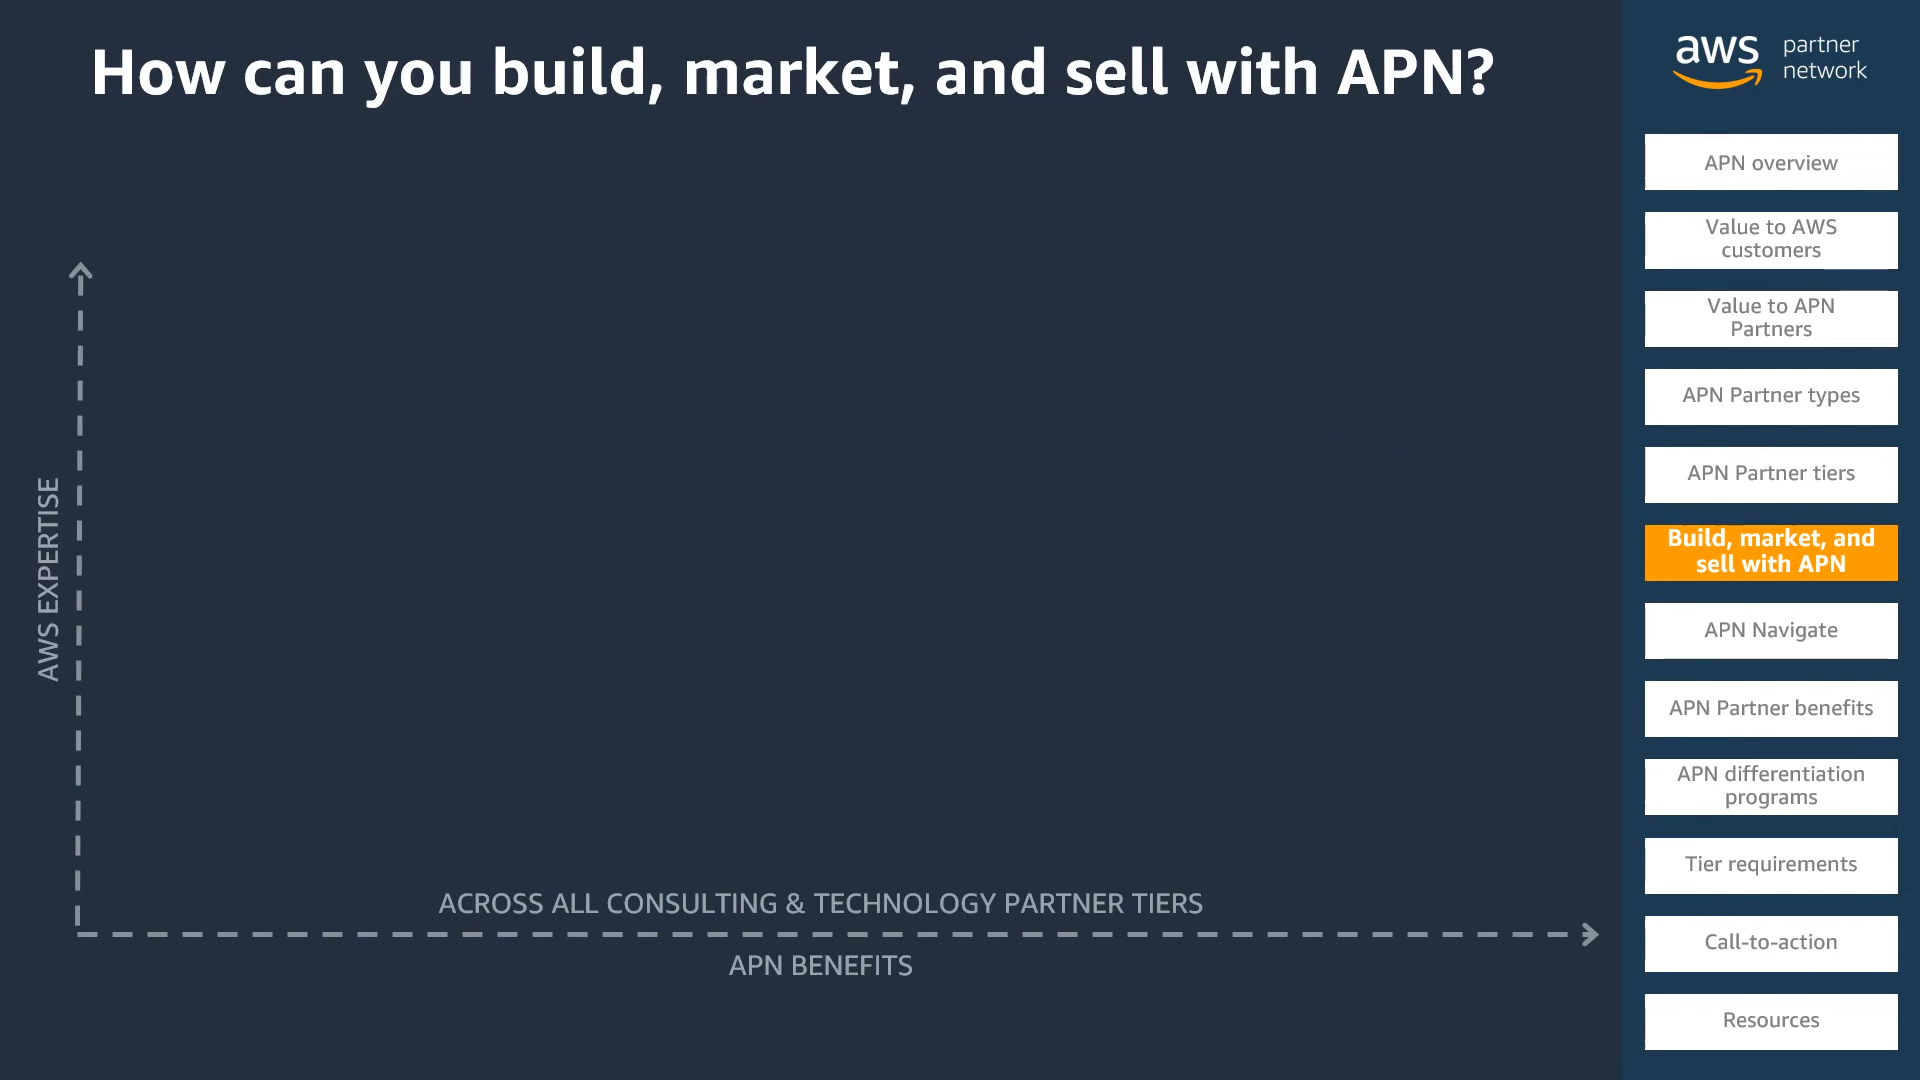 How can you build, market, and sell with APN?
AWS EXPERTISE
ACROSS ALL CONSULTING & TECHNOLOGY PARTNER TIERS
APN BENEFITS
aws
partner
network
APN overview
Value to AWS
customers
Value to APN
Partners
APN Partner types
APN Partner tiers
Build, market, and
sell with APN
APN Navigate
APN Partner benefits
APN differentiation
programs
Tier requirements
Call-to-action
Resources